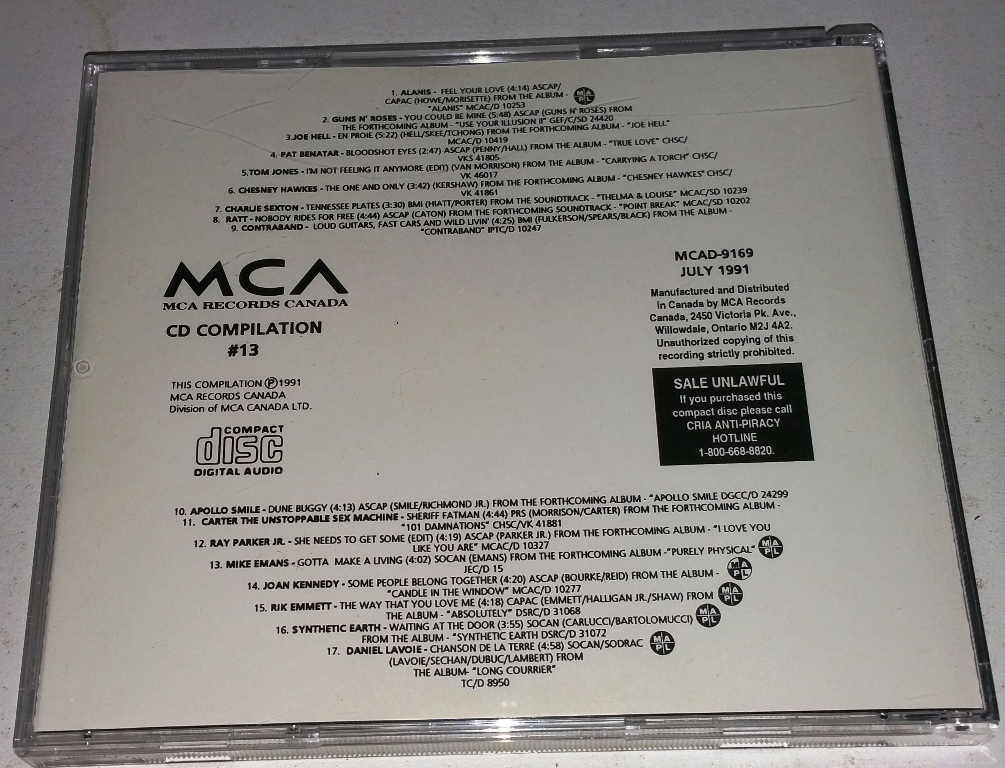 1. ALANIS - FEEL YOUR LOVE (4:14) ASCAP/
CAPAC (HOWE/MORISETTE) FROM THE ALBUM - MAPL
"ALANIS" MCAC/D 10253
2. GUNS N' ROSES - YOU COULD BE MINE (5:48) ASCAP (GUNS N' ROSES) FROM
THE FORTHCOMING ALBUM - "USE YOUR ILLUSION II" GEF/C/SD 24420
3.JOE HELL - EN PROIE (5:22) (HELL/SKEE/TCHONG) FROM THE FORTHCOMING ALBUM - "JOE HELL"
MCAC/D 10419
4. PAT BENATAR - BLOODSHOT EYES (2:47) ASCAP (PENNY/HALL) FROM THE ALBUM - "TRUE LOVE" CHSC/
VKS 41805
5.TOM JONES - I'M NOT FEELING IT ANYMORE (EDIT) (VAN MORRISON) FROM THE ALBUM - "CARRYING A TORCH" CHSC/
VK 46017
6. CHESNEY HAWKES - THE ONE AND ONLY (3:42) (KERSHAW) FROM THE FORTHCOMING ALBUM - "CHESNEY HAWKES" CHSC/
VK 41861
7. CHARLIE SEXTON - TENNESSEE PLATES (3:30) BMI (HIATT/PORTER) FROM THE SOUNDTRACK - "THELMA & LOUISE" MCAC/SD 10239
8. RATT - NOBODY RIDES FOR FREE (4:44) ASCAP (CATON) FROM THE FORTHCOMING SOUNDTRACK - "POINT BREAK" MCAC/SD 10202
9. CONTRABAND - LOUD GUITARS, FAST CARS AND WILD LIVIN' (4:25) BMI (FULKERSON/SPEARS/BLACK) FROM THE ALBUM -
"CONTRABAND" IPTC/D 10247
MCA
MCA RECORDS CANADA
CD COMPILATION
#13
THIS COMPILATION ℗1991
MCA RECORDS CANADA
Division of MCA CANADA LTD.
COMPACT
disc
DIGITAL AUDIO
MCAD-9169
JULY 1991
Manufactured and Distributed
in Canada by MCA Records
Canada, 2450 Victoria Pk. Ave.,
Willowdale, Ontario M2J 4A2.
Unauthorized copying of this
recording strictly prohibited.
SALE UNLAWFUL
If you purchased this
compact disc please call
CRIA ANTI-PIRACY
HOTLINE
1-800-668-8820.
10. APOLLO SMILE - DUNE BUGGY (4:13) ASCAP (SMILE/RICHMOND JR.) FROM THE FORTHCOMING ALBUM - "APOLLO SMILE DGCC/D 24299
11. CARTER THE UNSTOPPABLE SEX MACHINE - SHERIFF FATMAN (4:44) PRS (MORRISON/CARTER) FROM THE FORTHCOMING ALBUM -
"101 DAMNATIONS" CHSC/VK 41881
12. RAY PARKER JR. - SHE NEEDS TO GET SOME (EDIT) (4:19) ASCAP (PARKER JR.) FROM THE FORTHCOMING ALBUM - "I LOVE YOU
LIKE YOU ARE" MCAC/D 10327
13. MIKE EMANS - GOTTA MAKE A LIVING (4:02) SOCAN (EMANS) FROM THE FORTHCOMING ALBUM -"PURELY PHYSICAL" MAPL
JEC/D 15
14. JOAN KENNEDY - SOME PEOPLE BELONG TOGETHER (4:20) ASCAP (BOURKE/REID) FROM THE ALBUM - MAPL
"CANDLE IN THE WINDOW" MCAC/D 10277
15. RIK EMMETT - THE WAY THAT YOU LOVE ME (4:18) CAPAC (EMMETT/HALLIGAN JR./SHAW) FROM MAPL
THE ALBUM - "ABSOLUTELY" DSRC/D 31068
16. SYNTHETIC EARTH - WAITING AT THE DOOR (3:55) SOCAN (CARLUCCI/BARTOLOMUCCI) MAPL
FROM THE ALBUM - "SYNTHETIC EARTH DSRC/D 31072
17. DANIEL LAVOIE - CHANSON DE LA TERRE (4:58) SOCAN/SODRAC MAPL
(LAVOIE/SECHAN/DUBUC/LAMBERT) FROM
THE ALBUM- "LONG COURRIER"
TC/D 8950